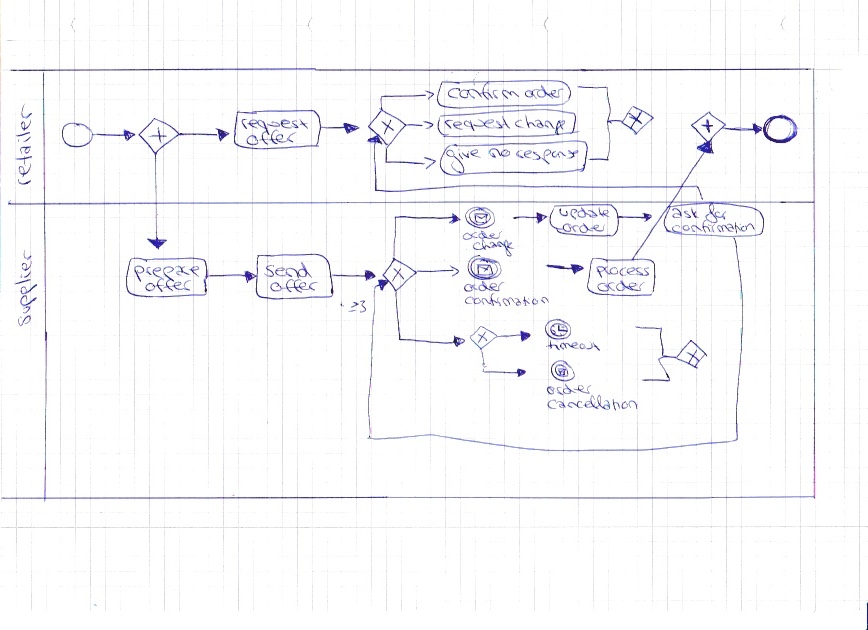 retailer
request
offer
confirm order
request change
give no response
supplier
prepare
offer
send
offer
≥3
order
change
update
order
ask for
confirmation
order
confirmation
process
order
timeout
order
cancellation